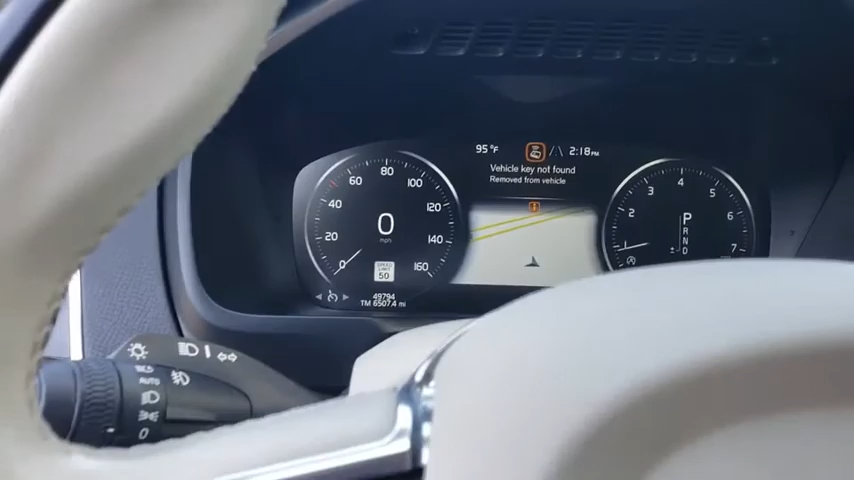 95°F 2:18PM
Vehicle key not found
Removed from vehicle
0
20
40
60
80
100
120
140
160
0
mph
SPEED
LIMIT
50
49794
TM 6507.4 mi
1
2
3
4
5
6
7
P
R
N
D
AUTO
0